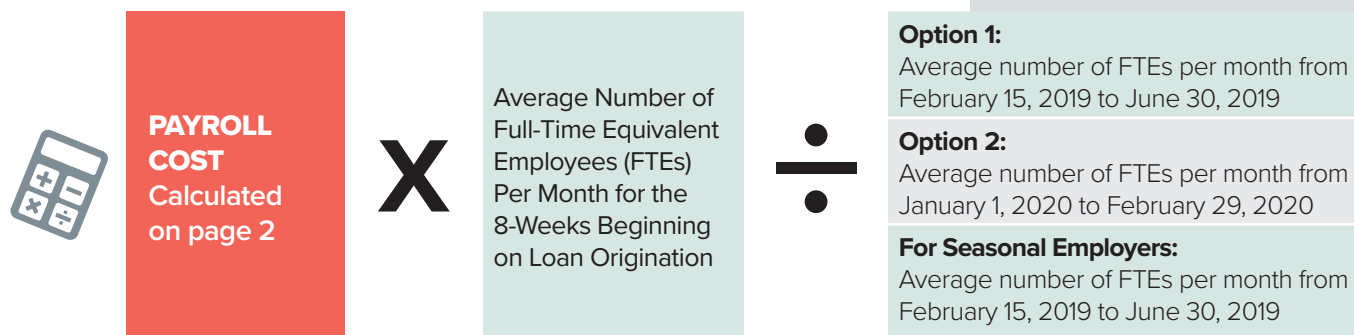 PAYROLL
COST
Calculated
on page 2
X
Average Number of
Full-Time Equivalent
Employees (FTEs)
Per Month for the
8-Weeks Beginning
on Loan Origination
÷
Option 1:
Average number of FTEs per month from
February 15, 2019 to June 30, 2019
Option 2:
Average number of FTEs per month from
January 1, 2020 to February 29, 2020
For Seasonal Employers:
Average number of FTEs per month from
February 15, 2019 to June 30, 2019